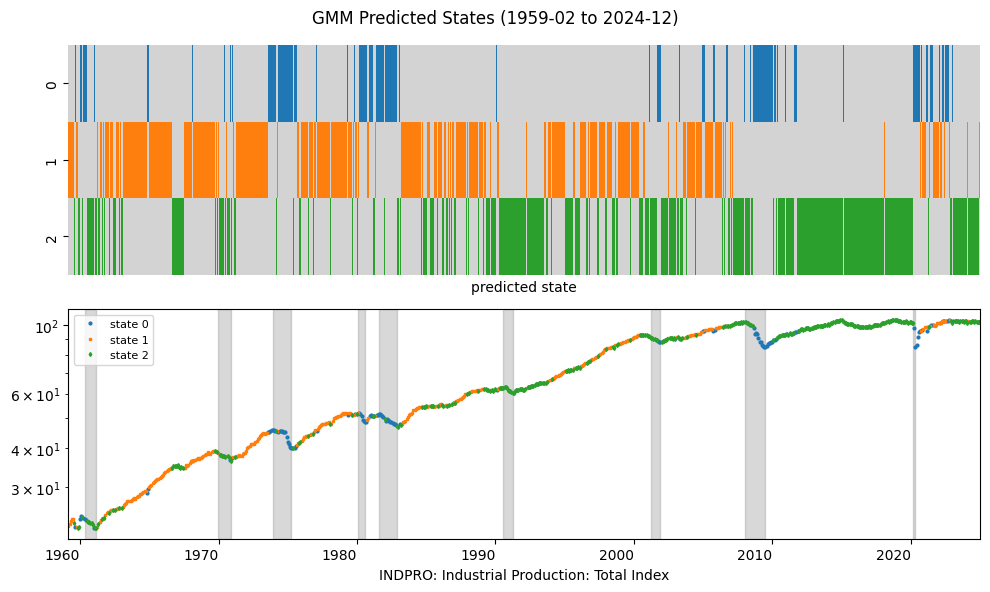 GMM Predicted States (1959-02 to 2024-12)
0
1
2
predicted state
10²
6 × 10¹
4 × 10¹
3 × 10¹
state 0
state 1
state 2
1960 1970 1980 1990 2000 2010 2020
INDPRO: Industrial Production: Total Index